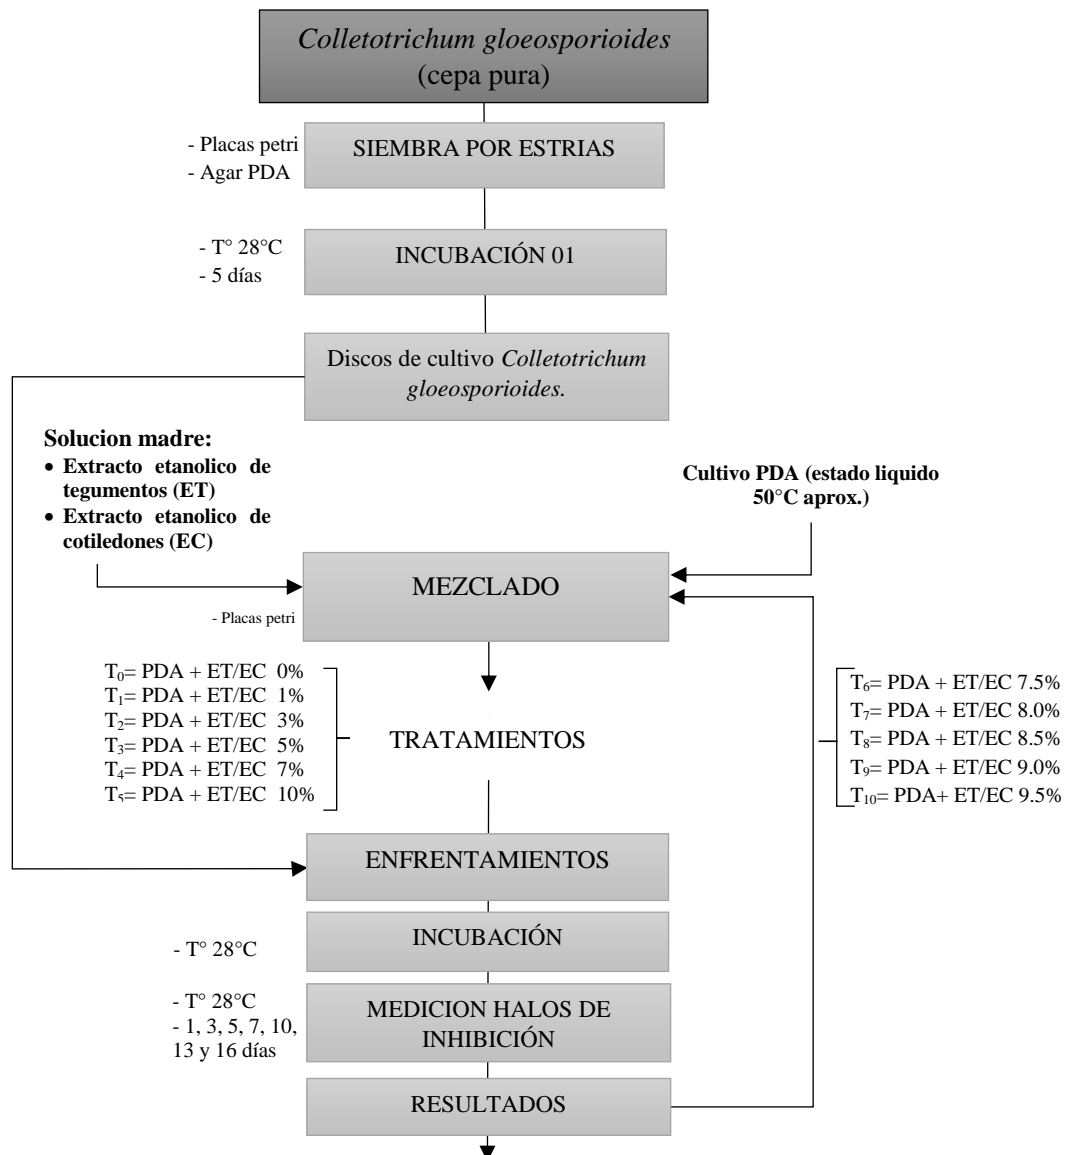 Colletotrichum gloeosporioides
(cepa pura)
- Placas petri
- Agar PDA
SIEMBRA POR ESTRIAS
- T° 28°C
- 5 días
INCUBACIÓN 01
Discos de cultivo Colletotrichum
gloeosporioides.
Solucion madre:
• Extracto etanolico de
tegumentos (ET)
• Extracto etanolico de
cotiledones (EC)
Cultivo PDA (estado liquido
50°C aprox.)
MEZCLADO
- Placas petri
T0= PDA + ET/EC 0%
T1= PDA + ET/EC 1%
T2= PDA + ET/EC 3%
T3= PDA + ET/EC 5%
T4= PDA + ET/EC 7%
T5= PDA + ET/EC 10%
TRATAMIENTOS
T6= PDA + ET/EC 7.5%
T7= PDA + ET/EC 8.0%
T8= PDA + ET/EC 8.5%
T9= PDA + ET/EC 9.0%
T10= PDA+ ET/EC 9.5%
ENFRENTAMIENTOS
- T° 28°C
INCUBACIÓN
- T° 28°C
- 1, 3, 5, 7, 10,
13 y 16 días
MEDICION HALOS DE
INHIBICIÓN
RESULTADOS